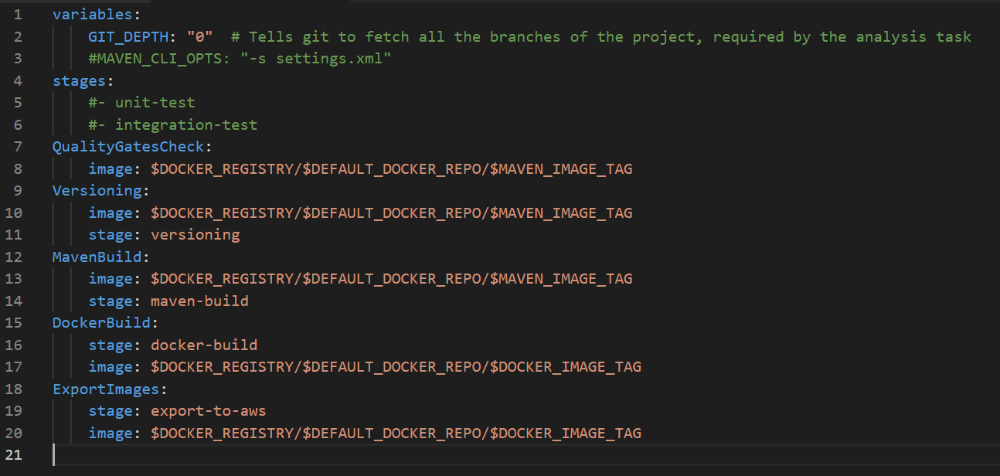 1 variables:
2 GIT_DEPTH: "0" # Tells git to fetch all the branches of the project, required by the analysis task
3 #MAVEN_CLI_OPTS: "-s settings.xml"
4 stages:
5 #- unit-test
6 #- integration-test
7 QualityGatesCheck:
8 image: $DOCKER_REGISTRY/$DEFAULT_DOCKER_REPO/$MAVEN_IMAGE_TAG
9 Versioning:
10 image: $DOCKER_REGISTRY/$DEFAULT_DOCKER_REPO/$MAVEN_IMAGE_TAG
11 stage: versioning
12 MavenBuild:
13 image: $DOCKER_REGISTRY/$DEFAULT_DOCKER_REPO/$MAVEN_IMAGE_TAG
14 stage: maven-build
15 DockerBuild:
16 stage: docker-build
17 image: $DOCKER_REGISTRY/$DEFAULT_DOCKER_REPO/$DOCKER_IMAGE_TAG
18 ExportImages:
19 stage: export-to-aws
20 image: $DOCKER_REGISTRY/$DEFAULT_DOCKER_REPO/$DOCKER_IMAGE_TAG
21